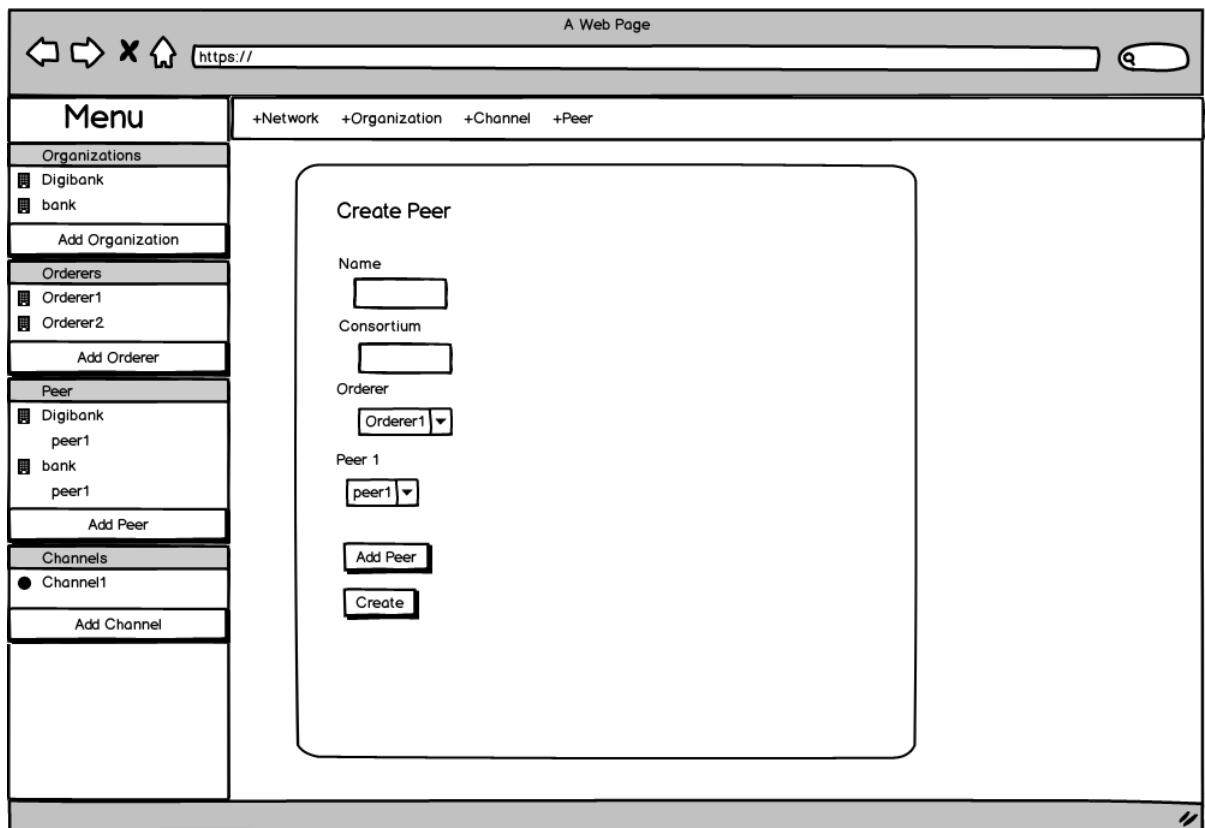 A Web Page
https://
Menu
+Network +Organization +Channel +Peer
Organizations
Digibank
bank
Add Organization
Orderers
Orderer1
Orderer2
Add Orderer
Peer
Digibank
peer1
bank
peer1
Add Peer
Channels
Channel1
Add Channel
Create Peer
Name
Consortium
Orderer
Orderer1
Peer 1
peer1
Add Peer
Create